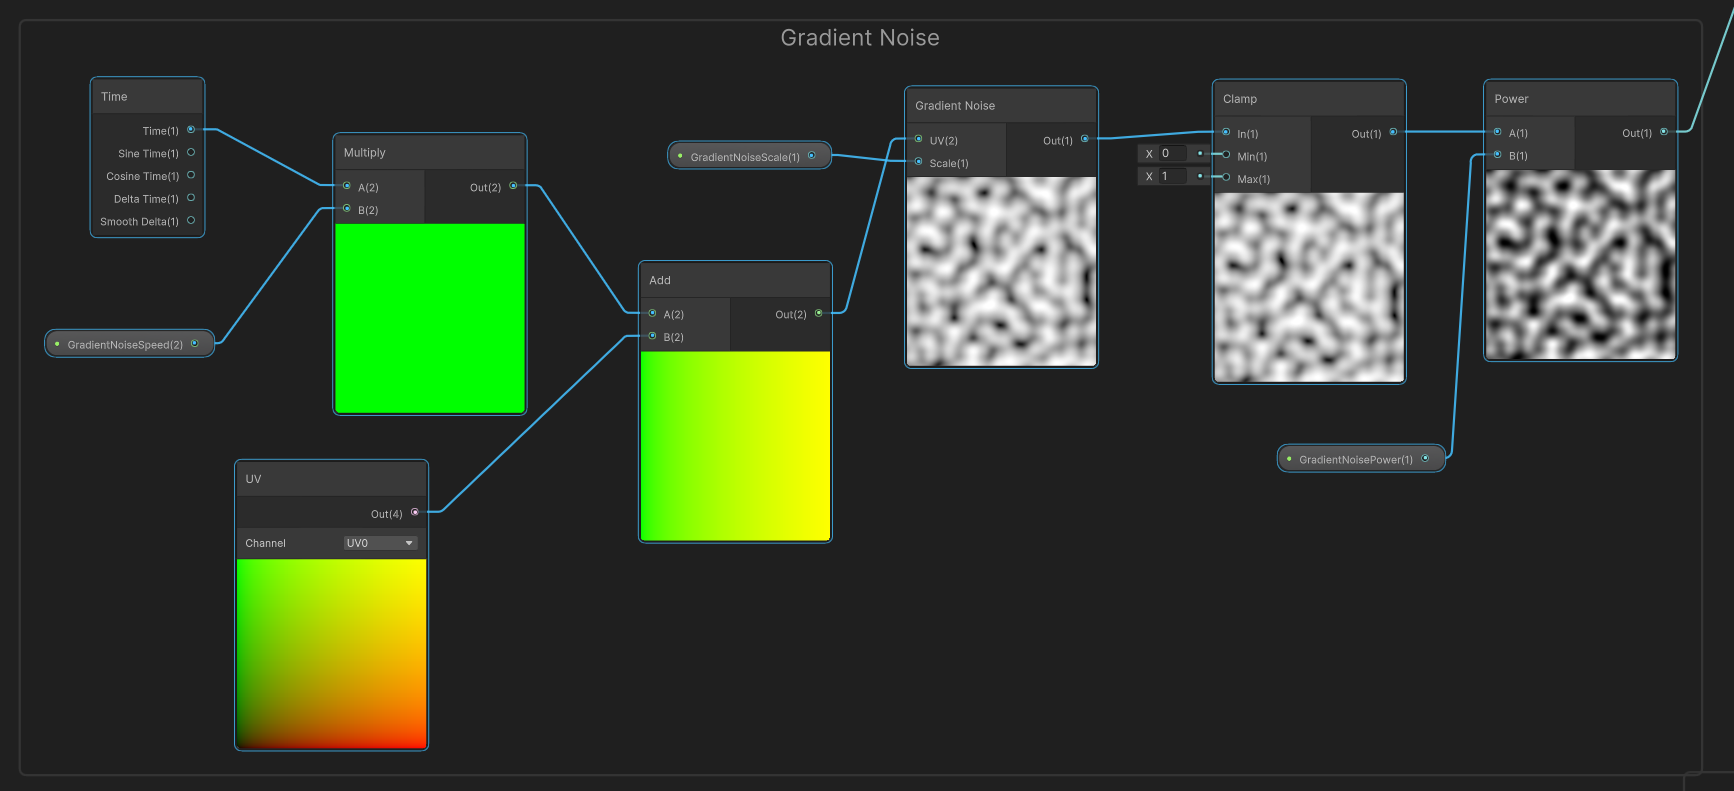 Gradient Noise
Time
Time(1)
Sine Time(1)
Cosine Time(1)
Delta Time(1)
Smooth Delta(1)
GradientNoiseSpeed(2)
Multiply
A(2)
Out(2)
B(2)
UV
Out(4)
Channel
UV0
GradientNoiseScale(1)
Add
A(2)
Out(2)
B(2)
Gradient Noise
UV(2)
Out(1)
Scale(1)
Clamp
In(1)
Out(1)
X 0
Min(1)
X 1
Max(1)
Power
A(1)
Out(1)
B(1)
GradientNoisePower(1)